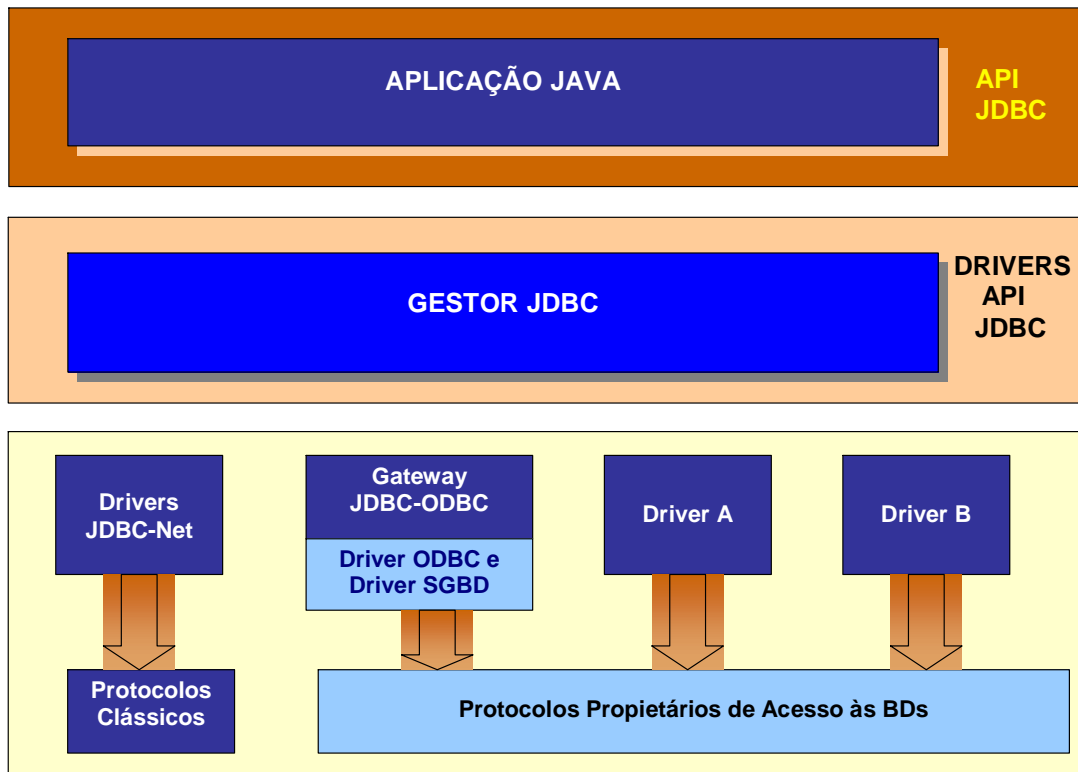 APLICAÇÃO JAVA
API
JDBC
GESTOR JDBC
DRIVERS
API
JDBC
Drivers
JDBC-Net
Gateway
JDBC-ODBC
Driver ODBC e
Driver SGBD
Driver A
Driver B
Protocolos
Clássicos
Protocolos Propietários de Acesso às BDs